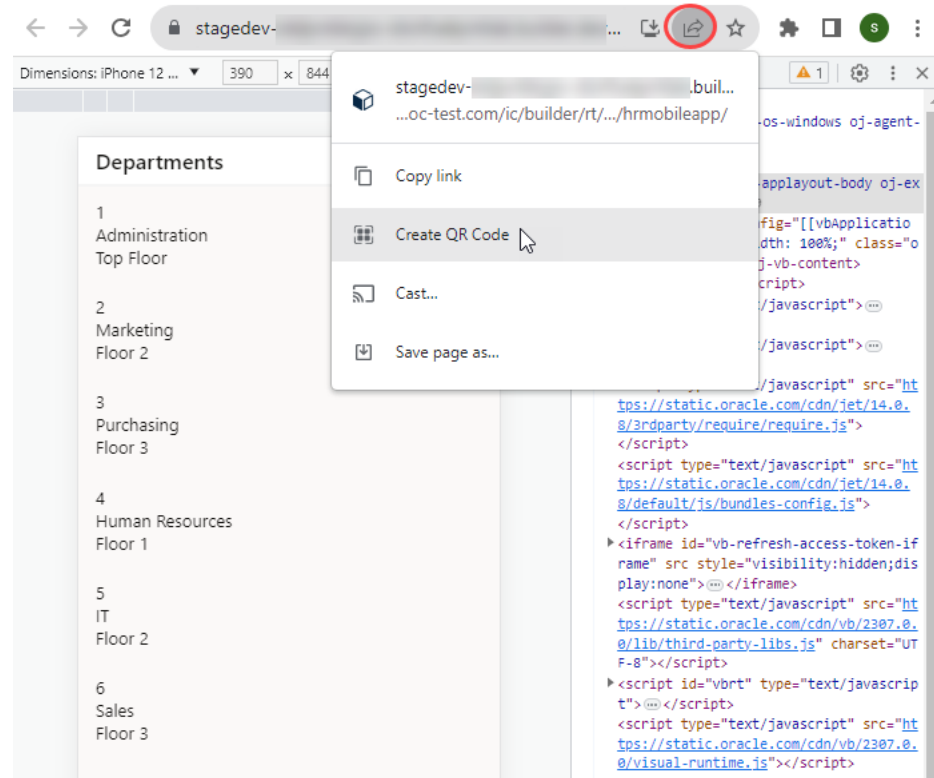 stagedev-
...
s
Dimensions: iPhone 12 ... ▼ 390 x 844
1
stagedev- .buil...
...oc-test.com/ic/builder/rt/.../hrmobileapp/
Copy link
Create QR Code
Cast...
Save page as...
Departments
1
Administration
Top Floor
2
Marketing
Floor 2
3
Purchasing
Floor 3
4
Human Resources
Floor 1
5
IT
Floor 2
6
Sales
Floor 3
-os-windows oj-agent-
-applayout-body oj-ex
fig="[[vbApplicatio
dth: 100%;" class="o
j-vb-content>
cript>
/javascript">
/javascript">
/javascript" src="ht
tps://static.oracle.com/cdn/jet/14.0.
8/3rdparty/require/require.js">
</script>
<script type="text/javascript" src="ht
tps://static.oracle.com/cdn/jet/14.0.
8/default/js/bundles-config.js">
</script>
<iframe id="vb-refresh-access-token-if
rame" src style="visibility:hidden;dis
play:none"></iframe>
<script type="text/javascript" src="ht
tps://static.oracle.com/cdn/vb/2307.0.
0/lib/third-party-libs.js" charset="UT
F-8"></script>
<script id="vbrt" type="text/javascrip
t"></script>
<script type="text/javascript" src="ht
tps://static.oracle.com/cdn/vb/2307.0.
0/visual-runtime.js"></script>